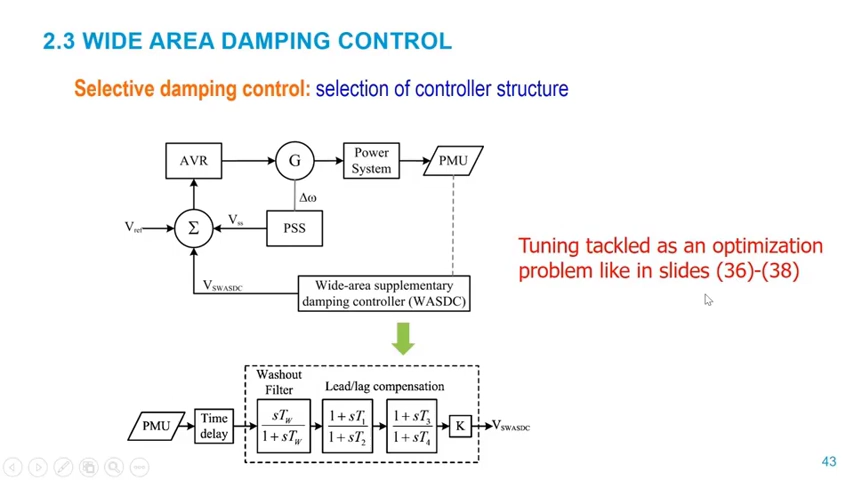 2.3 WIDE AREA DAMPING CONTROL
Selective damping control: selection of controller structure
AVR
G
Power
System
PMU
Δω
V_ref
Σ
V_ss
PSS
V_SWASDC
Wide-area supplementary
damping controller (WASDC)
Tuning tackled as an optimization
problem like in slides (36)-(38)
Washout
Filter
Lead/lag compensation
PMU
Time
delay
sT_W
1 + sT_W
1 + sT_1
1 + sT_2
1 + sT_3
1 + sT_4
K
V_SWASDC
43